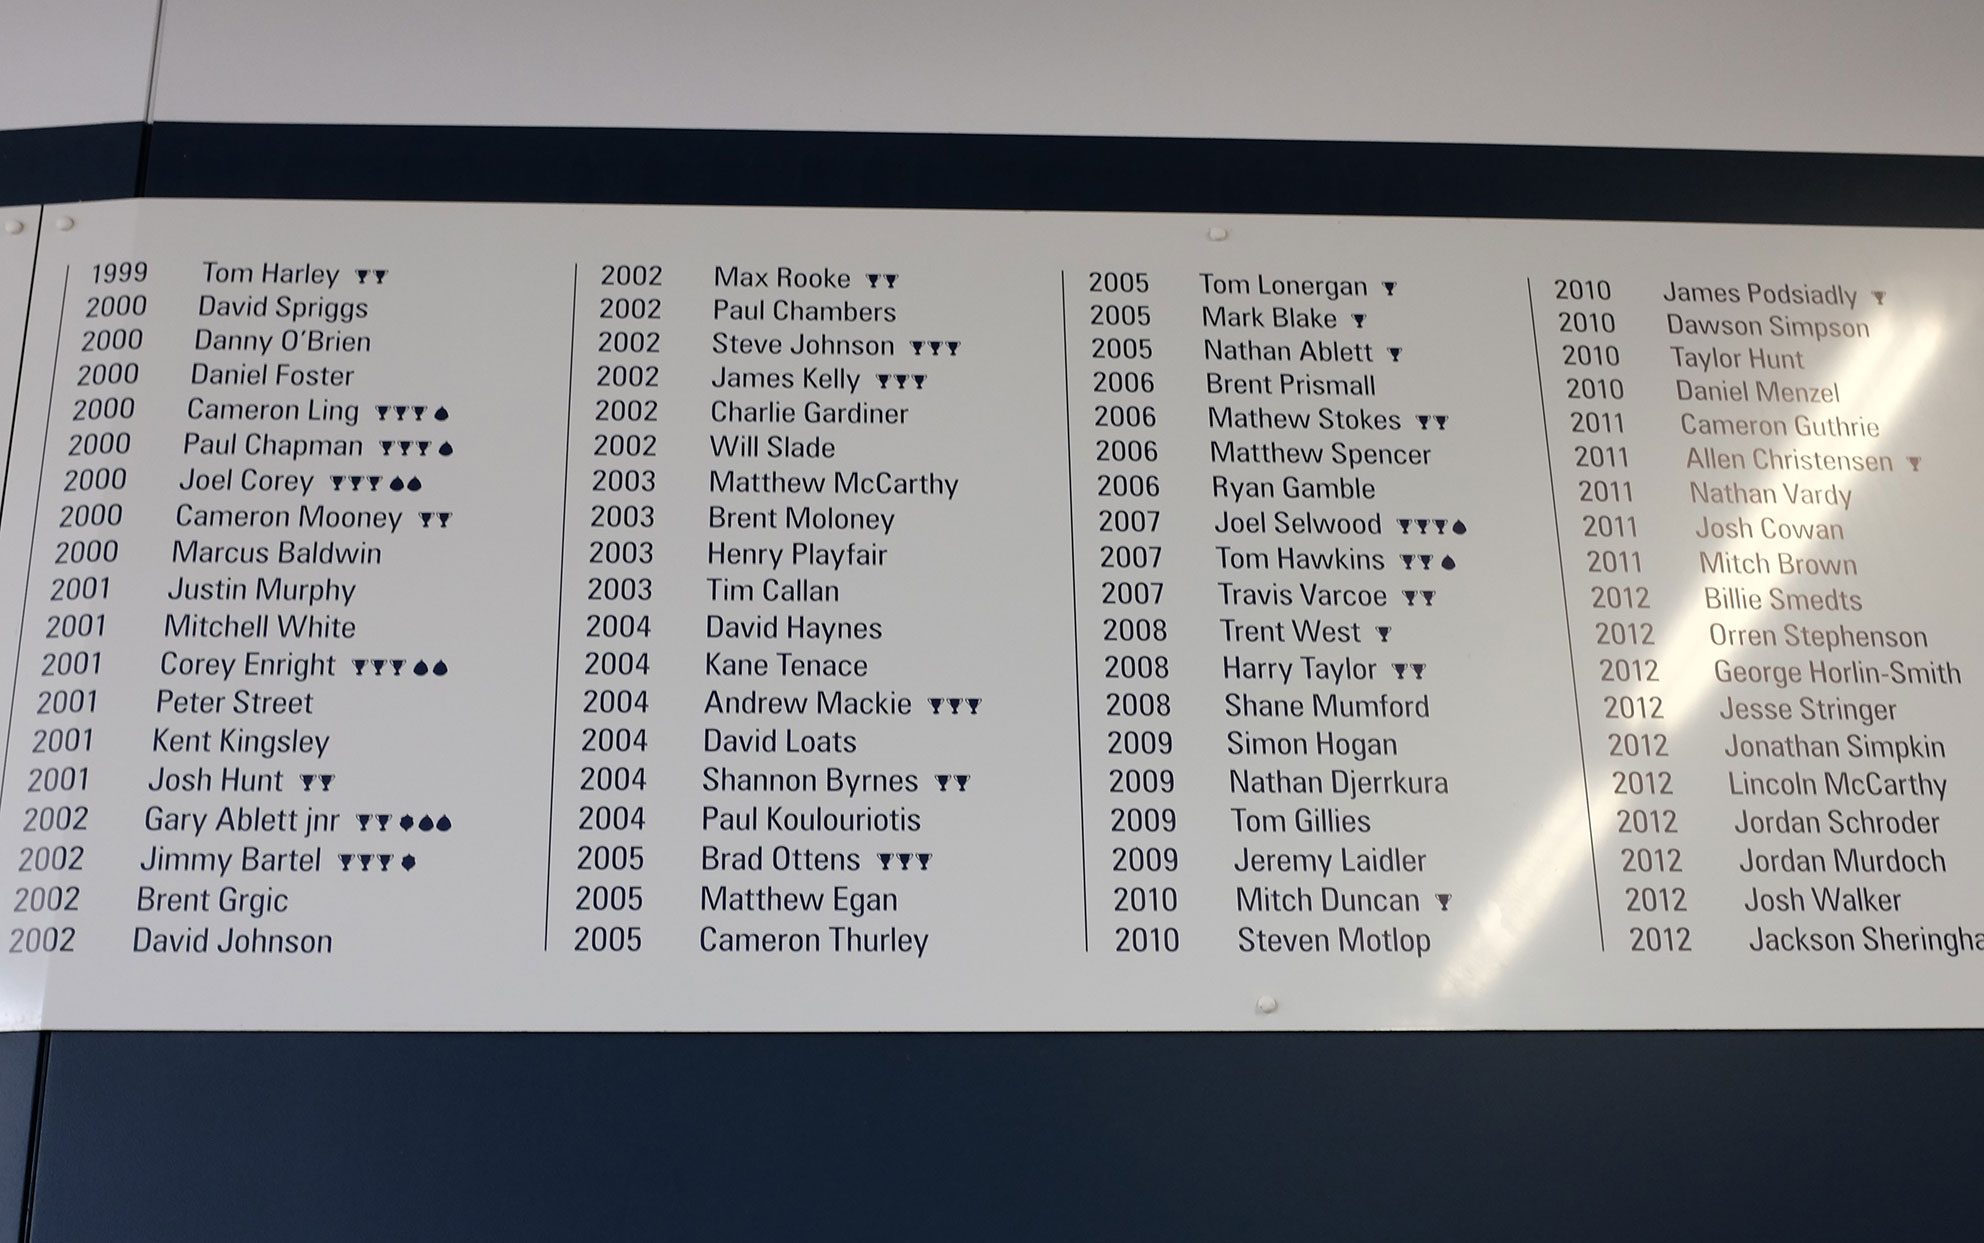 1999 Tom Harley
2000 David Spriggs
2000 Danny O'Brien
2000 Daniel Foster
2000 Cameron Ling
2000 Paul Chapman
2000 Joel Corey
2000 Cameron Mooney
2000 Marcus Baldwin
2001 Justin Murphy
2001 Mitchell White
2001 Corey Enright
2001 Peter Street
2001 Kent Kingsley
2001 Josh Hunt
2002 Gary Ablett jnr
2002 Jimmy Bartel
2002 Brent Grgic
2002 David Johnson
2002 Max Rooke
2002 Paul Chambers
2002 Steve Johnson
2002 James Kelly
2002 Charlie Gardiner
2002 Will Slade
2003 Matthew McCarthy
2003 Brent Moloney
2003 Henry Playfair
2003 Tim Callan
2004 David Haynes
2004 Kane Tenace
2004 Andrew Mackie
2004 David Loats
2004 Shannon Byrnes
2004 Paul Koulouriotis
2005 Brad Ottens
2005 Matthew Egan
2005 Cameron Thurley
2005 Tom Lonergan
2005 Mark Blake
2005 Nathan Ablett
2006 Brent Prismall
2006 Mathew Stokes
2006 Matthew Spencer
2006 Ryan Gamble
2007 Joel Selwood
2007 Tom Hawkins
2007 Travis Varcoe
2008 Trent West
2008 Harry Taylor
2008 Shane Mumford
2009 Simon Hogan
2009 Nathan Djerrkura
2009 Tom Gillies
2009 Jeremy Laidler
2010 Mitch Duncan
2010 Steven Motlop
2010 James Podsiadly
2010 Dawson Simpson
2010 Taylor Hunt
2010 Daniel Menzel
2011 Cameron Guthrie
2011 Allen Christensen
2011 Nathan Vardy
2011 Josh Cowan
2011 Mitch Brown
2012 Billie Smedts
2012 Orren Stephenson
2012 George Horlin-Smith
2012 Jesse Stringer
2012 Jonathan Simpkin
2012 Lincoln McCarthy
2012 Jordan Schroder
2012 Jordan Murdoch
2012 Josh Walker
2012 Jackson Sheringha